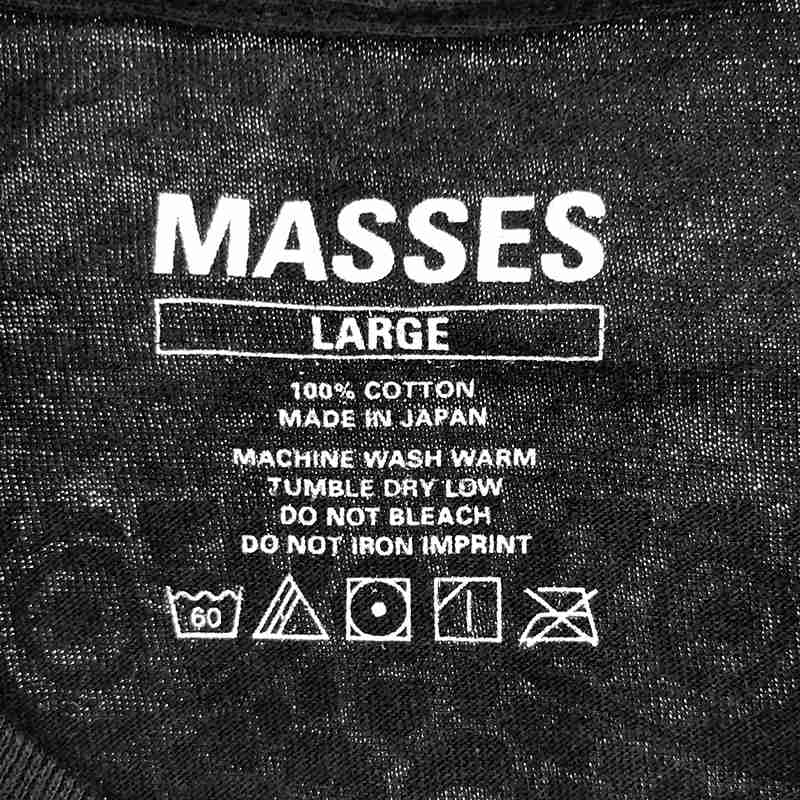 MASSES
LARGE
100% COTTON
MADE IN JAPAN
MACHINE WASH WARM
TUMBLE DRY LOW
DO NOT BLEACH
DO NOT IRON IMPRINT
60